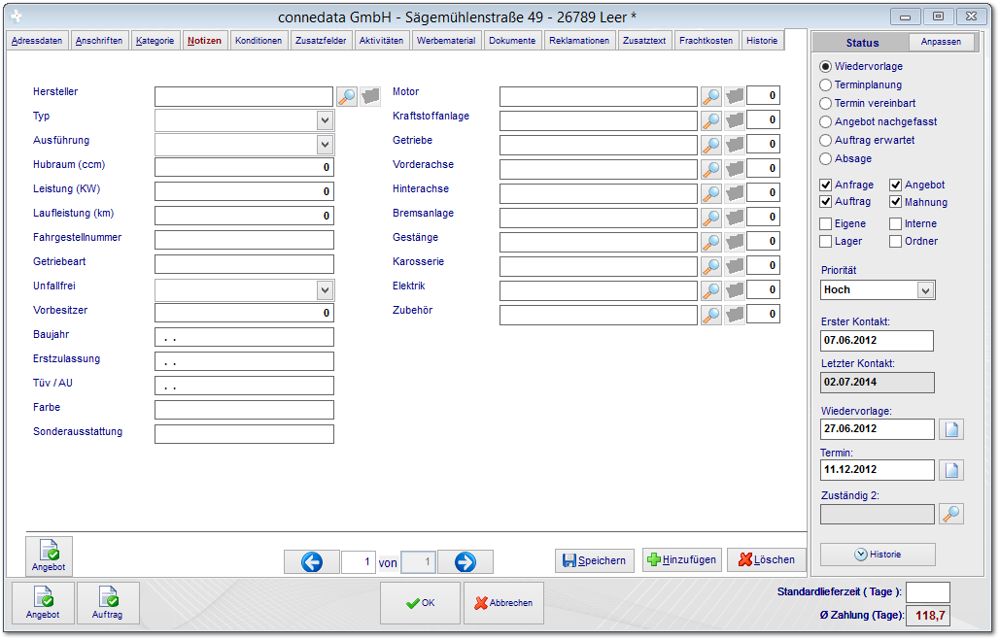 connedata GmbH - Sägemühlenstraße 49 - 26789 Leer *
Adressdaten Anschriften Kategorie Notizen Konditionen Zusatzfelder Aktivitäten Werbematerial Dokumente Reklamationen Zusatztext Frachtkosten Historie
Hersteller
Typ
Ausführung
Hubraum (ccm) 0
Leistung (KW) 0
Laufleistung (km) 0
Fahrgestellnummer
Getriebeart
Unfallfrei
Vorbesitzer 0
Baujahr . .
Erstzulassung . .
Tüv / AU . .
Farbe
Sonderausstattung
Motor 0
Kraftstoffanlage 0
Getriebe 0
Vorderachse 0
Hinterachse 0
Bremsanlage 0
Gestänge 0
Karosserie 0
Elektrik 0
Zubehör 0
Angebot
1 von 1
Speichern Hinzufügen Löschen
Status Anpassen
Wiedervorlage
Terminplanung
Termin vereinbart
Angebot nachgefasst
Auftrag erwartet
Absage
Anfrage Angebot
Auftrag Mahnung
Eigene Interne
Lager Ordner
Priorität
Hoch
Erster Kontakt:
07.06.2012
Letzter Kontakt:
02.07.2014
Wiedervorlage:
27.06.2012
Termin:
11.12.2012
Zuständig 2:
Historie
Angebot Auftrag OK Abbrechen
Standardlieferzeit ( Tage ):
Ø Zahlung (Tage): 118,7